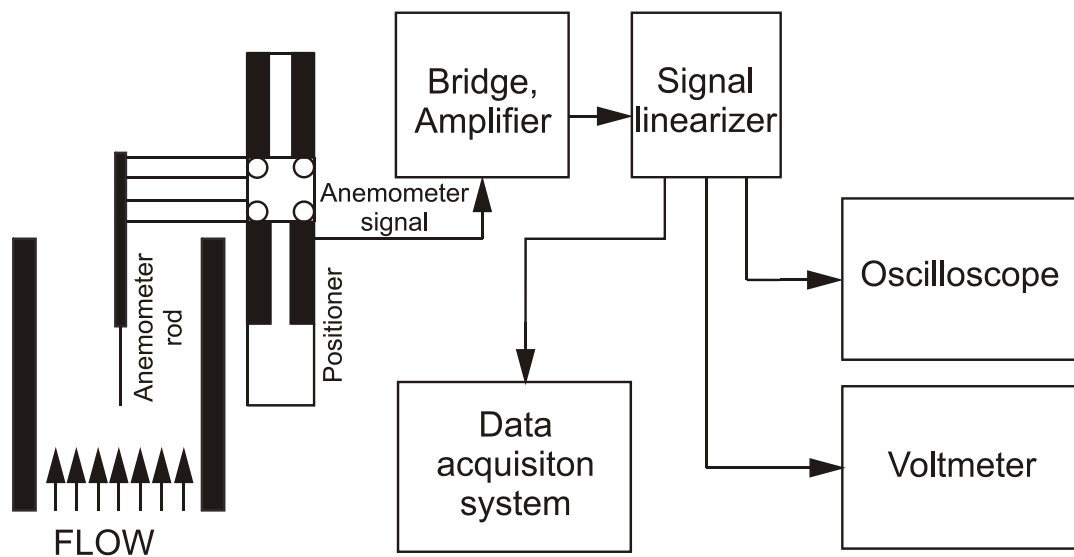 Bridge,
Amplifier
Signal
linearizer
Anemometer
signal
Anemometer
rod
Positioner
Oscilloscope
Data
acquisiton
system
Voltmeter
FLOW